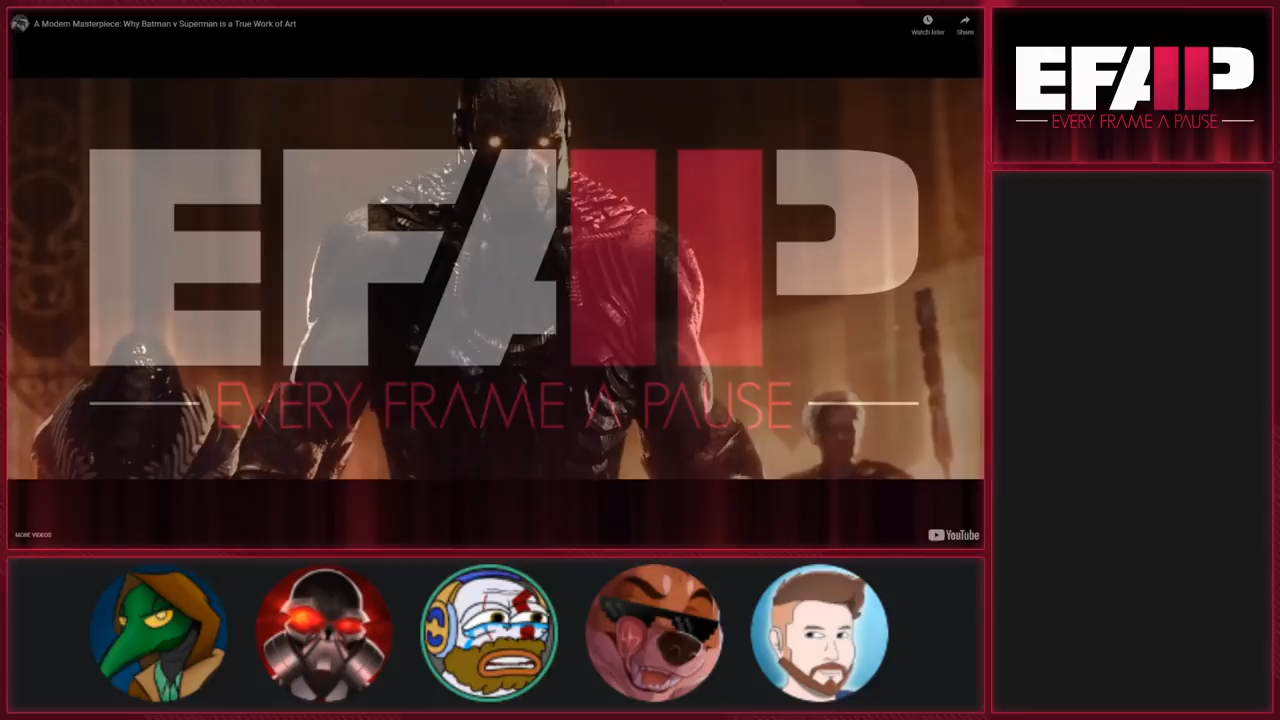 A Modern Masterpiece: Why Batman v Superman is a True Work of Art
Watch later
Share
EFAP
EVERY FRAME A PAUSE
MORE VIDEOS
YouTube
EFAP
EVERY FRAME A PAUSE